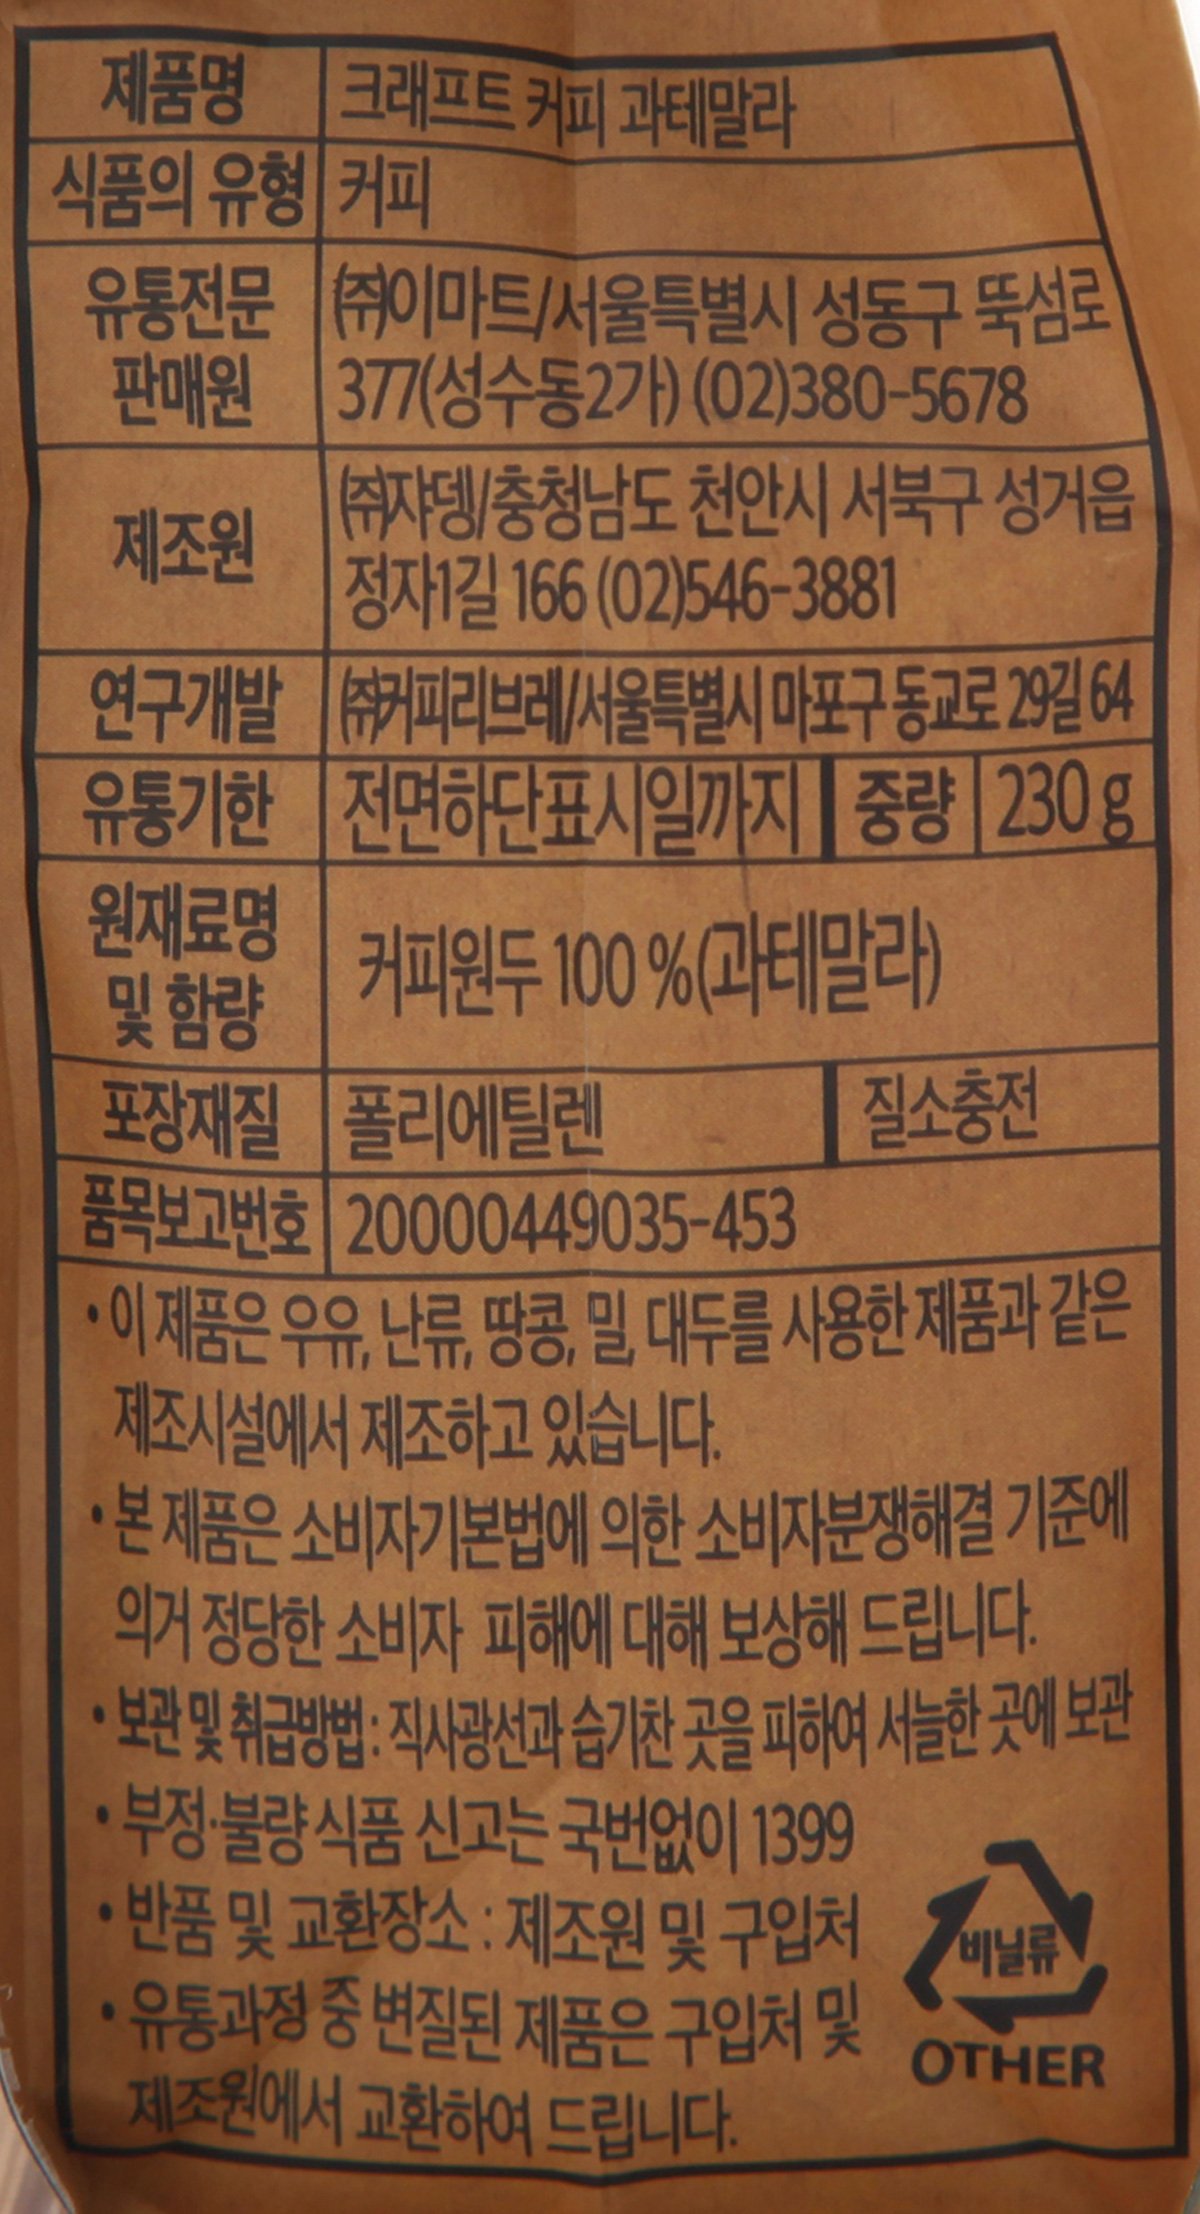 제품명 크래프트 커피 과테말라
식품의 유형 커피
유통전문 ㈜이마트/서울특별시 성동구 뚝섬로
판매원 377(성수동2가) (02)380-5678
제조원
㈜쟈뎅/충청남도 천안시 서북구 성거읍
정자1길 166 (02)546-3881
연구개발 ㈜커피리브레/서울특별시 마포구 동교로 29길 64
유통기한 전면하단표시일까지 중량 230 g
원재료명
및 함량
커피원두 100 %(과테말라)
포장재질 폴리에틸렌 질소충전
품목보고번호 20000449035-453
• 이 제품은 우유, 난류, 땅콩, 밀, 대두를 사용한 제품과 같은
제조시설에서 제조하고 있습니다.
• 본 제품은 소비자기본법에 의한 소비자분쟁해결 기준에
의거 정당한 소비자 피해에 대해 보상해 드립니다.
• 보관 및 취급방법 : 직사광선과 습기찬 곳을 피하여 서늘한 곳에 보관
• 부정·불량 식품 신고는 국번없이 1399
• 반품 및 교환장소 : 제조원 및 구입처
• 유통과정 중 변질된 제품은 구입처 및
제조원에서 교환하여 드립니다.
비닐류
OTHER